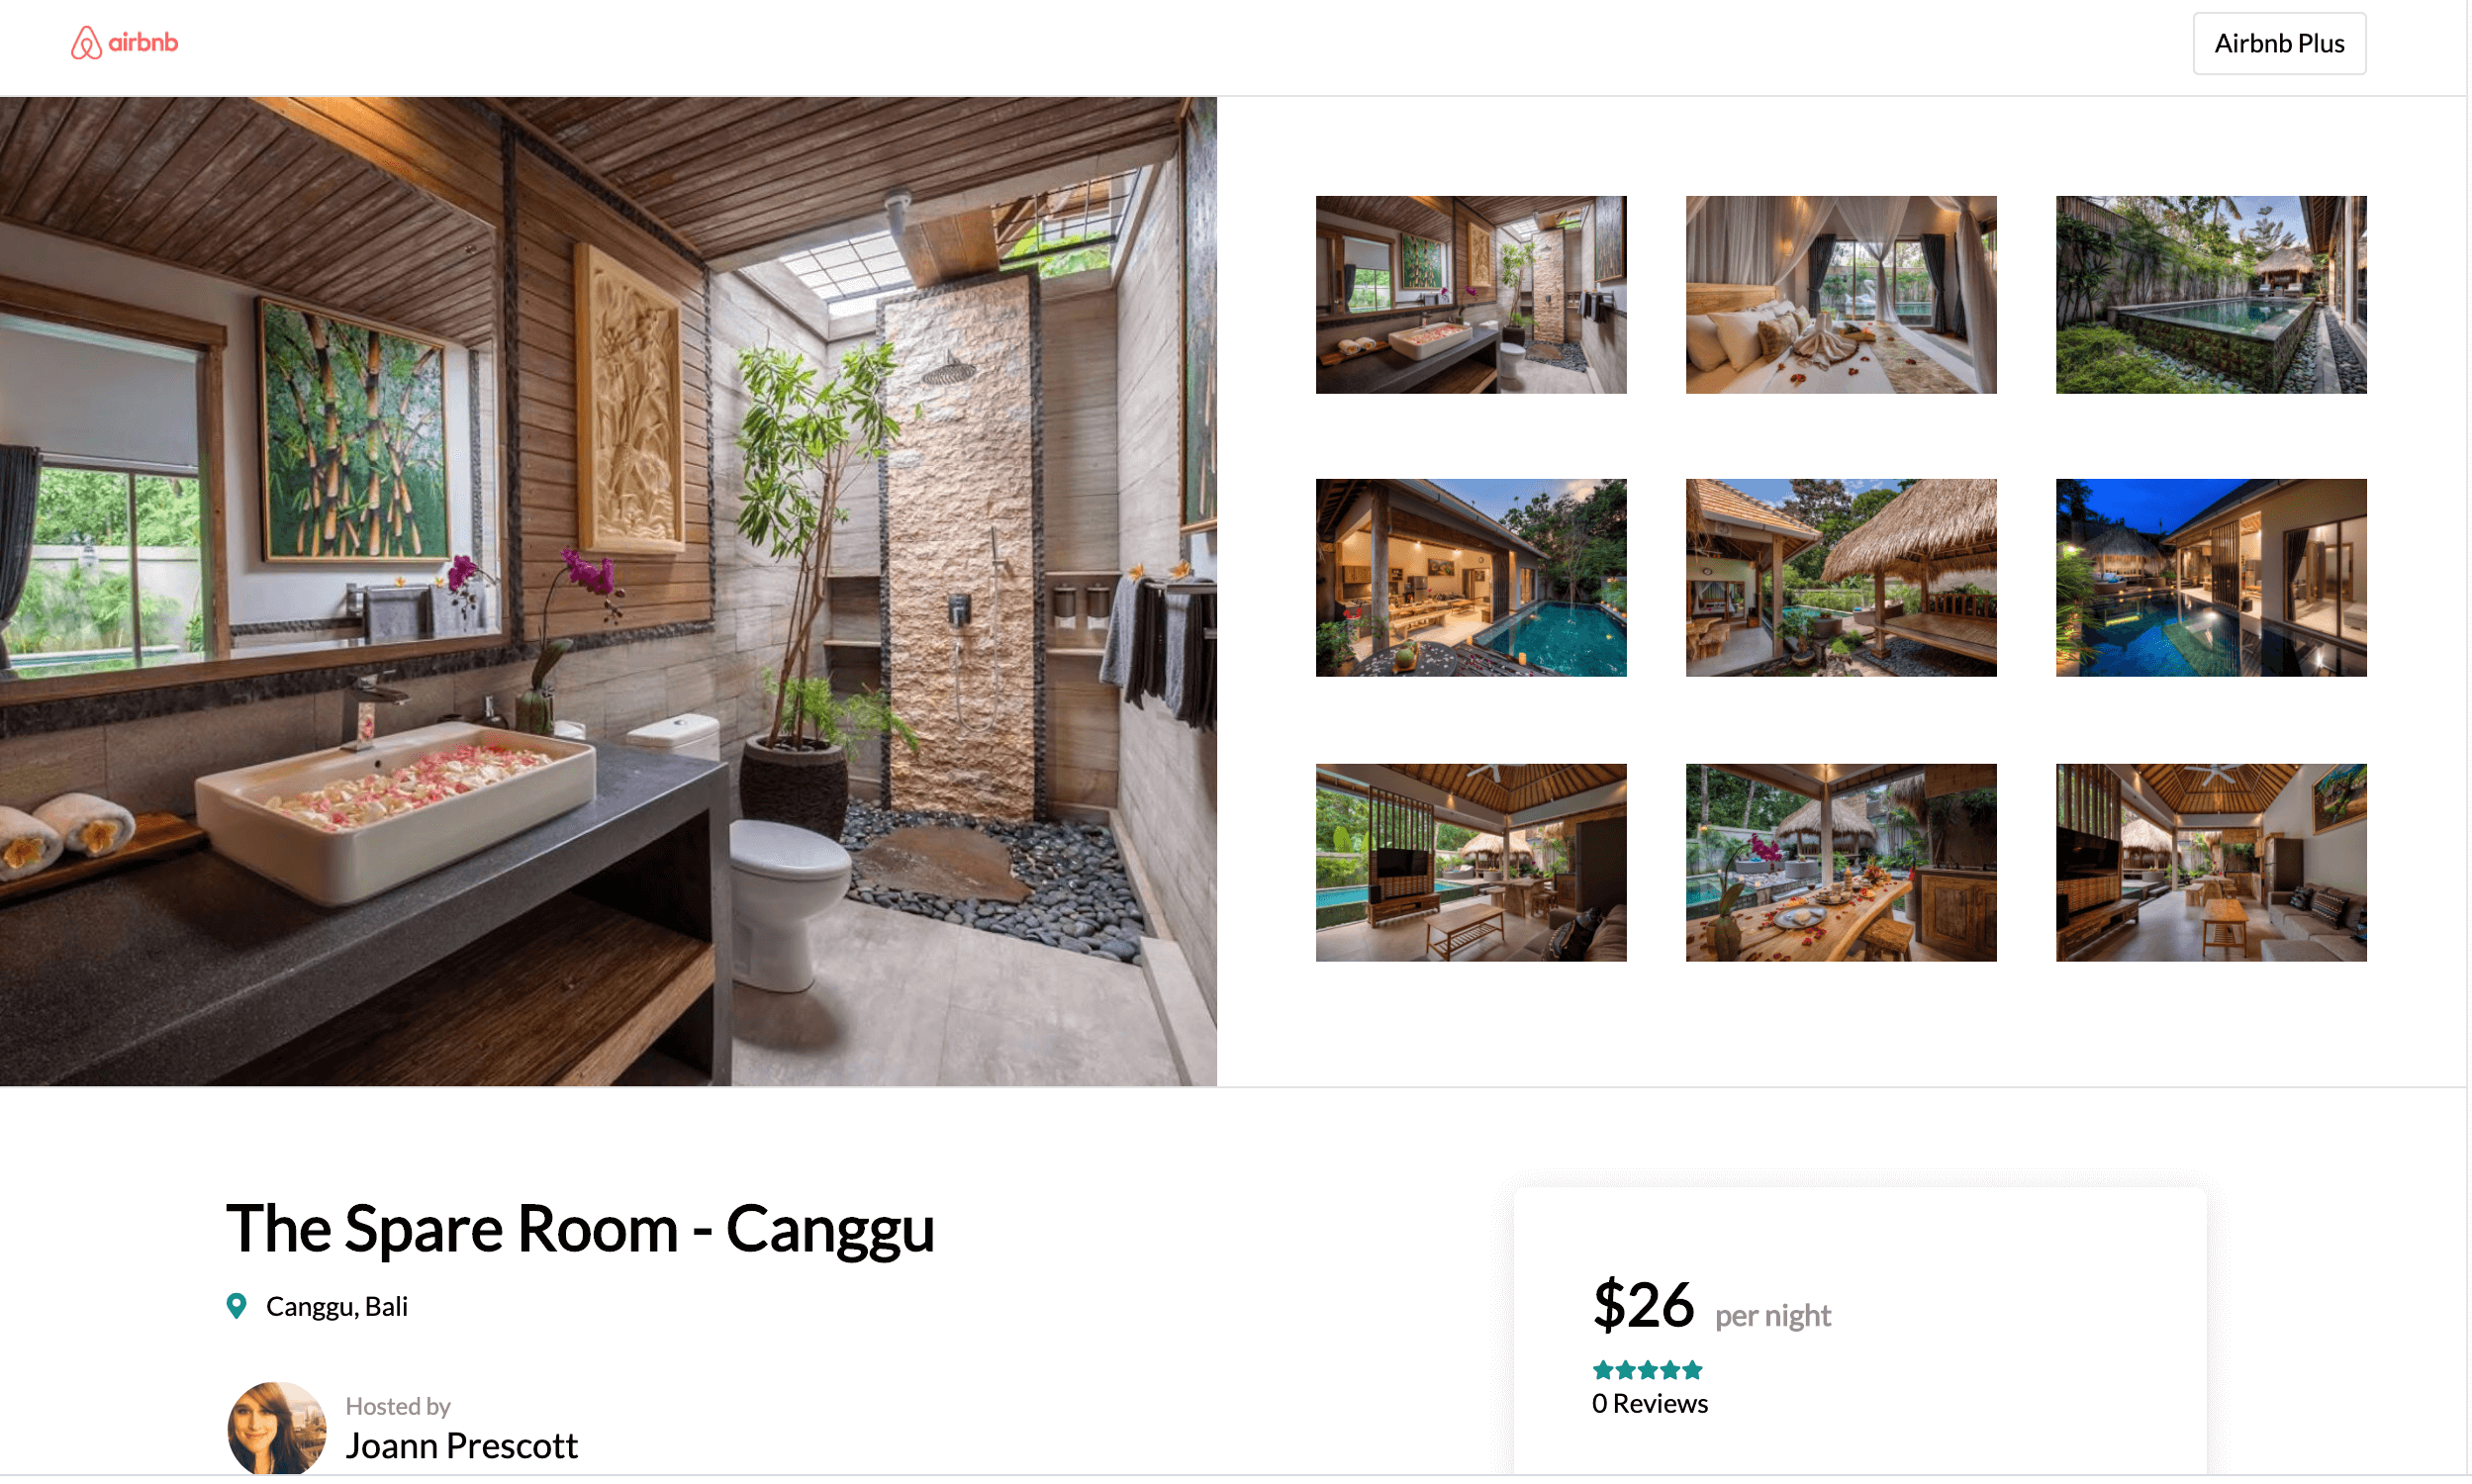 airbnb
Airbnb Plus
The Spare Room - Canggu
Canggu, Bali
Hosted by
Joann Prescott
$26 per night
0 Reviews